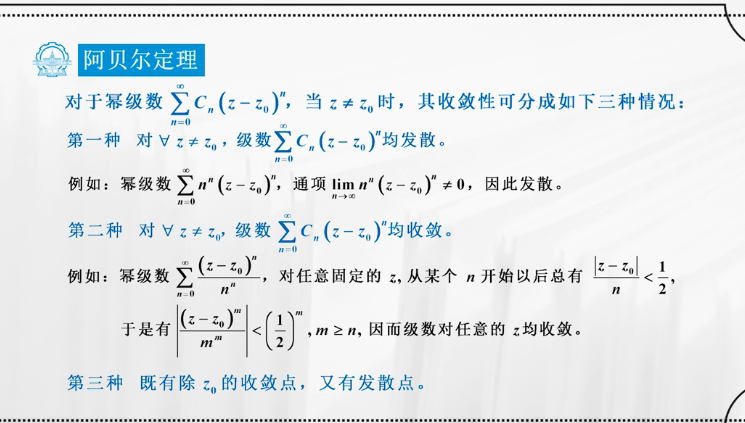 阿贝尔定理
对于幂级数 $\sum_{n=0}^{\infty} C_n (z-z_0)^n$, 当 $z \neq z_0$ 时，其收敛性可分成如下三种情况：
第一种 对 $\forall z \neq z_0$，级数 $\sum_{n=0}^{\infty} C_n (z-z_0)^n$ 均发散。
例如：幂级数 $\sum_{n=0}^{\infty} n^n (z-z_0)^n$，通项 $\lim_{n \to \infty} n^n (z-z_0)^n \neq 0$，因此发散。
第二种 对 $\forall z \neq z_0$, 级数 $\sum_{n=0}^{\infty} C_n (z-z_0)^n$ 均收敛。
例如：幂级数 $\sum_{n=0}^{\infty} \frac{(z-z_0)^n}{n^n}$，对任意固定的 $z$, 从某个 $n$ 开始以后总有 $\frac{|z-z_0|}{n} < \frac{1}{2}$,
于是有 $\left| \frac{(z-z_0)^m}{m^m} \right| < \left( \frac{1}{2} \right)^m$, $m \geq n$, 因而级数对任意的 $z$ 均收敛。
第三种 既有除 $z_0$ 的收敛点，又有发散点。